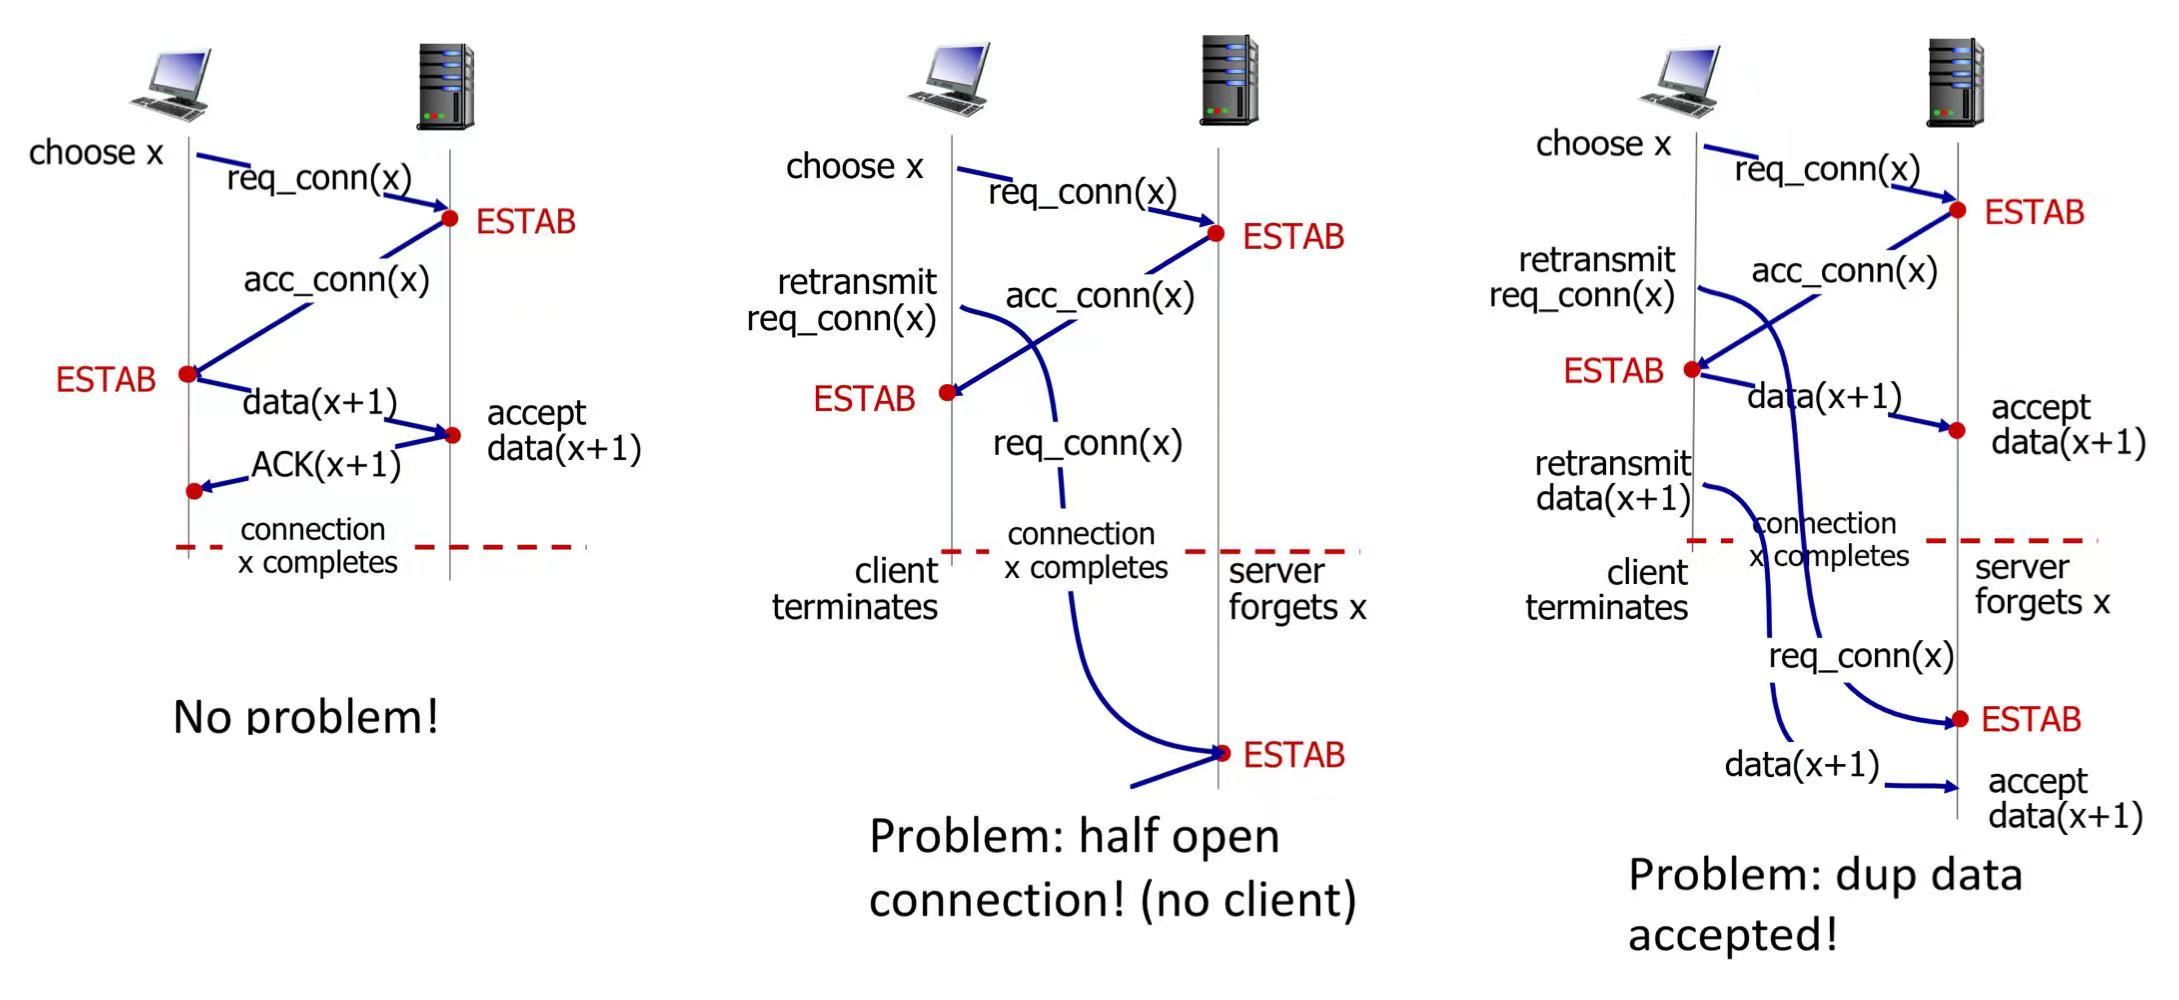 choose x
req_conn(x)
ESTAB
acc_conn(x)
ESTAB
data(x+1)
accept
data(x+1)
ACK(x+1)
connection
x completes
No problem!
choose x
req_conn(x)
ESTAB
retransmit
req_conn(x)
acc_conn(x)
ESTAB
req_conn(x)
connection
x completes
client
terminates
server
forgets x
ESTAB
Problem: half open
connection! (no client)
choose x
req_conn(x)
ESTAB
retransmit
req_conn(x)
acc_conn(x)
ESTAB
data(x+1)
accept
data(x+1)
retransmit
data(x+1)
connection
x completes
client
terminates
server
forgets x
req_conn(x)
ESTAB
data(x+1)
accept
data(x+1)
Problem: dup data
accepted!